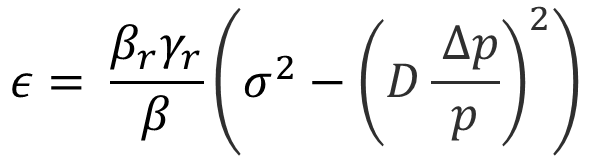 ϵ = β_r γ_r / β (σ² − (D Δp / p)²)